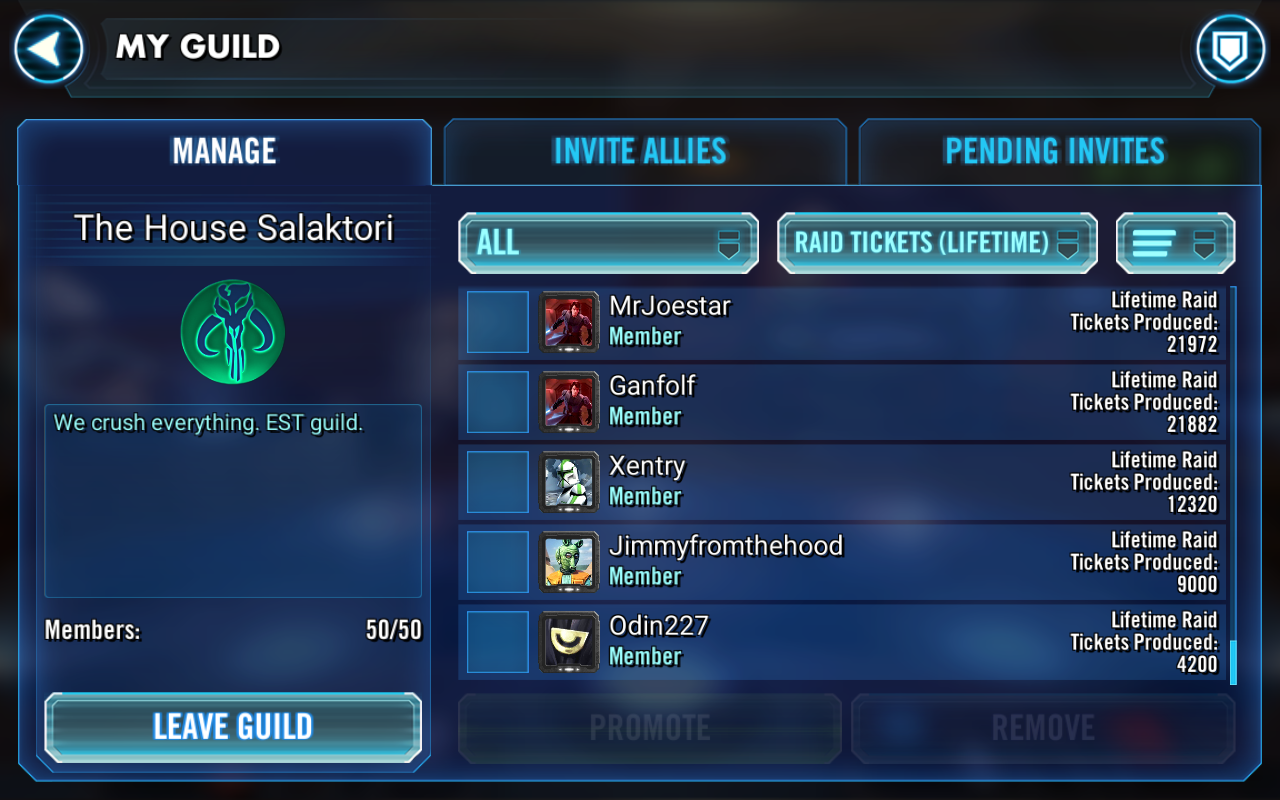 MY GUILD
MANAGE
INVITE ALLIES
PENDING INVITES
The House Salaktori
We crush everything. EST guild.
Members: 50/50
LEAVE GUILD
ALL
RAID TICKETS (LIFETIME)
MrJoestar
Member
Lifetime Raid
Tickets Produced:
21972
Ganfolf
Member
Lifetime Raid
Tickets Produced:
21882
Xentry
Member
Lifetime Raid
Tickets Produced:
12320
Jimmyfromthehood
Member
Lifetime Raid
Tickets Produced:
9000
Odin227
Member
Lifetime Raid
Tickets Produced:
4200
PROMOTE
REMOVE